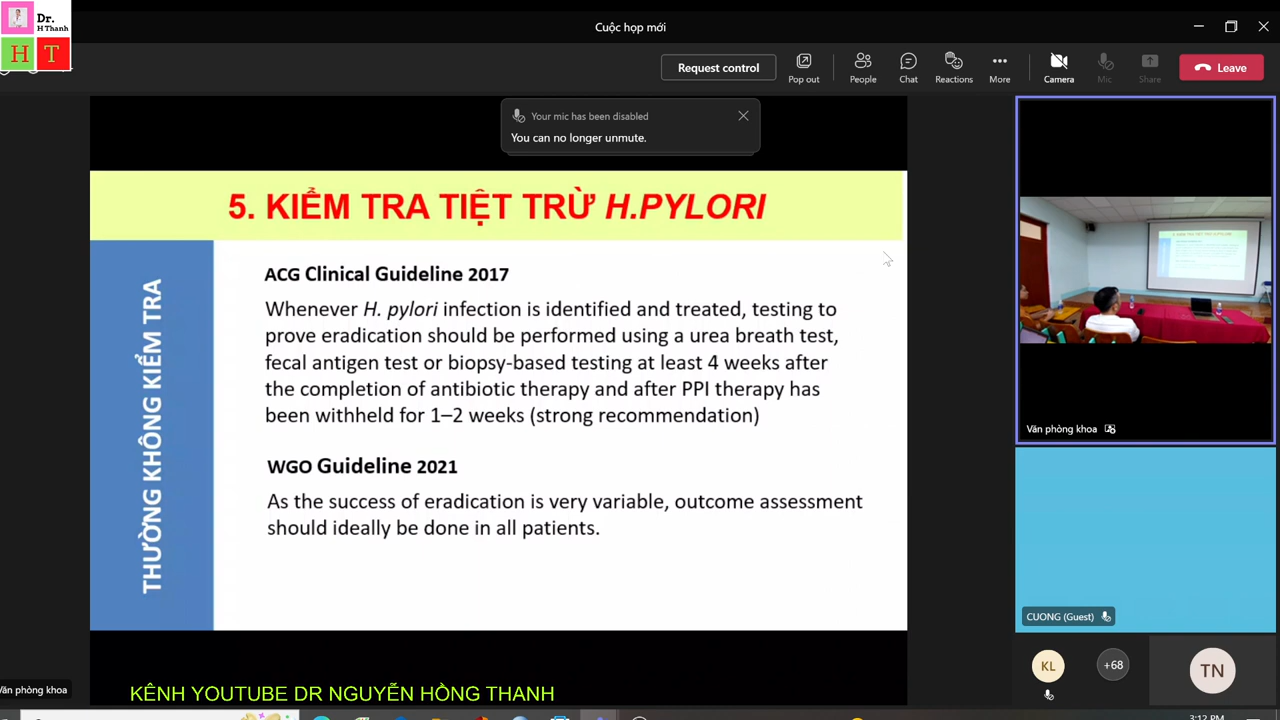 Dr.
H Thanh
H T
Cuộc họp mới
Request control
Pop out
People
Chat
Reactions
More
Camera
Mic
Share
Leave
Your mic has been disabled
You can no longer unmute.
5. KIỂM TRA TIỆT TRỪ H.PYLORI
THƯỜNG KHÔNG KIỂM TRA
ACG Clinical Guideline 2017
Whenever H. pylori infection is identified and treated, testing to
prove eradication should be performed using a urea breath test,
fecal antigen test or biopsy-based testing at least 4 weeks after
the completion of antibiotic therapy and after PPI therapy has
been withheld for 1–2 weeks (strong recommendation)
WGO Guideline 2021
As the success of eradication is very variable, outcome assessment
should ideally be done in all patients.
Văn phòng khoa
CUONG (Guest)
KL
+68
TN
Văn phòng khoa
KÊNH YOUTUBE DR NGUYỄN HỒNG THANH
3:12 PM